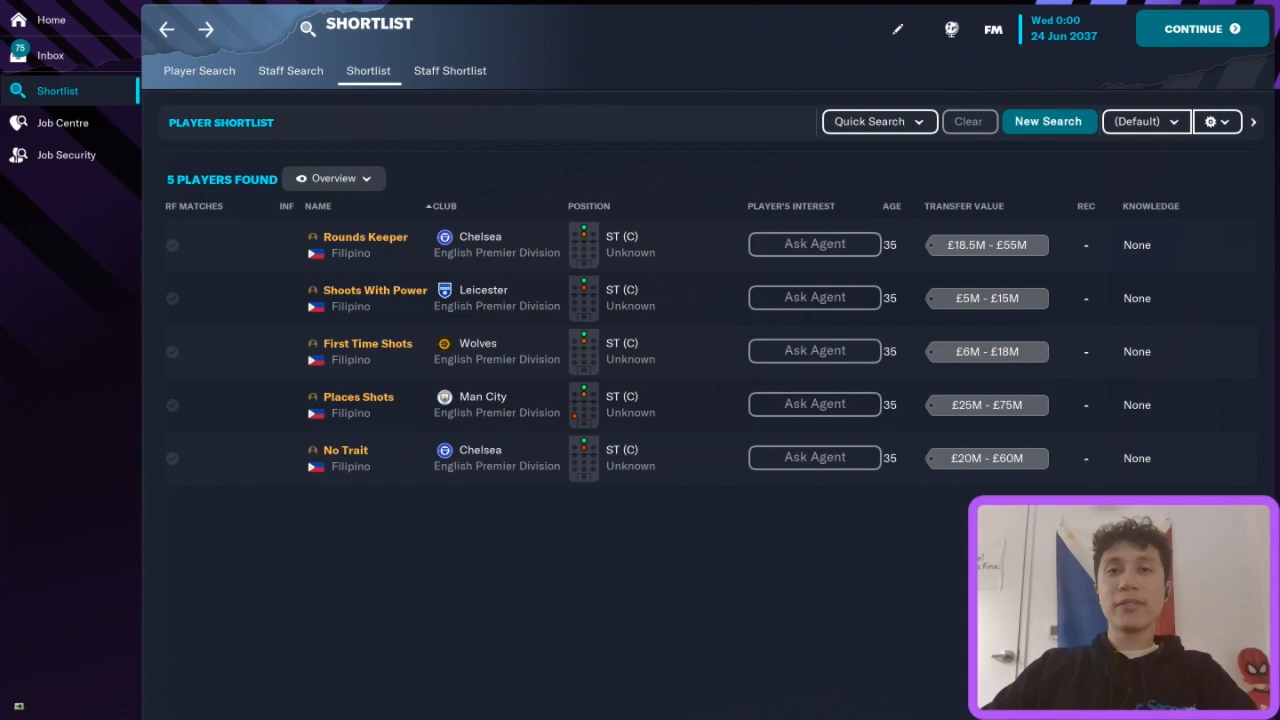 Home
75
Inbox
Shortlist
Job Centre
Job Security
SHORTLIST
FM
Wed 0:00
24 Jun 2037
CONTINUE
Player Search Staff Search Shortlist Staff Shortlist
PLAYER SHORTLIST
Quick Search Clear New Search (Default)
5 PLAYERS FOUND Overview
RF MATCHES INF NAME CLUB POSITION PLAYER'S INTEREST AGE TRANSFER VALUE REC KNOWLEDGE
Rounds Keeper Chelsea ST (C) Ask Agent 35 £18.5M - £55M - None
Filipino English Premier Division Unknown
Shoots With Power Leicester ST (C) Ask Agent 35 £5M - £15M - None
Filipino English Premier Division Unknown
First Time Shots Wolves ST (C) Ask Agent 35 £6M - £18M - None
Filipino English Premier Division Unknown
Places Shots Man City ST (C) Ask Agent 35 £25M - £75M - None
Filipino English Premier Division Unknown
No Trait Chelsea ST (C) Ask Agent 35 £20M - £60M - None
Filipino English Premier Division Unknown